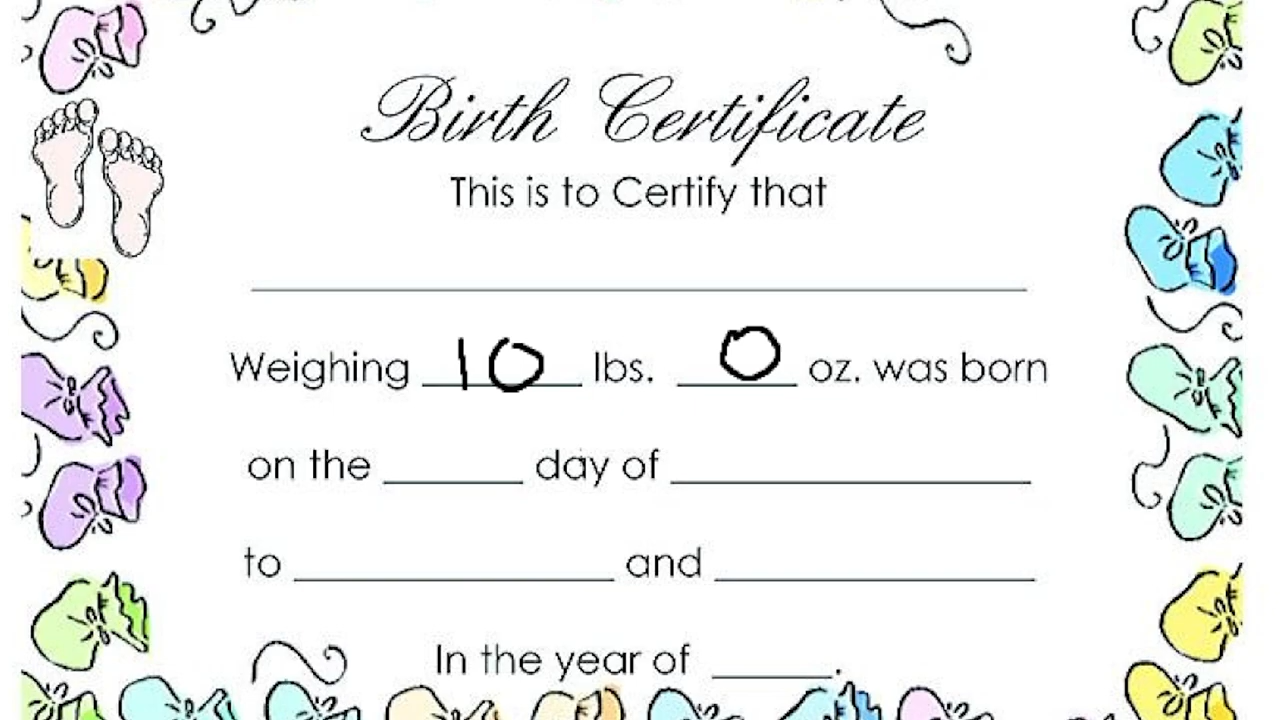 Birth Certificate
This is to Certify that
Weighing 10 lbs. 0 oz. was born
on the day of
to and
In the year of .